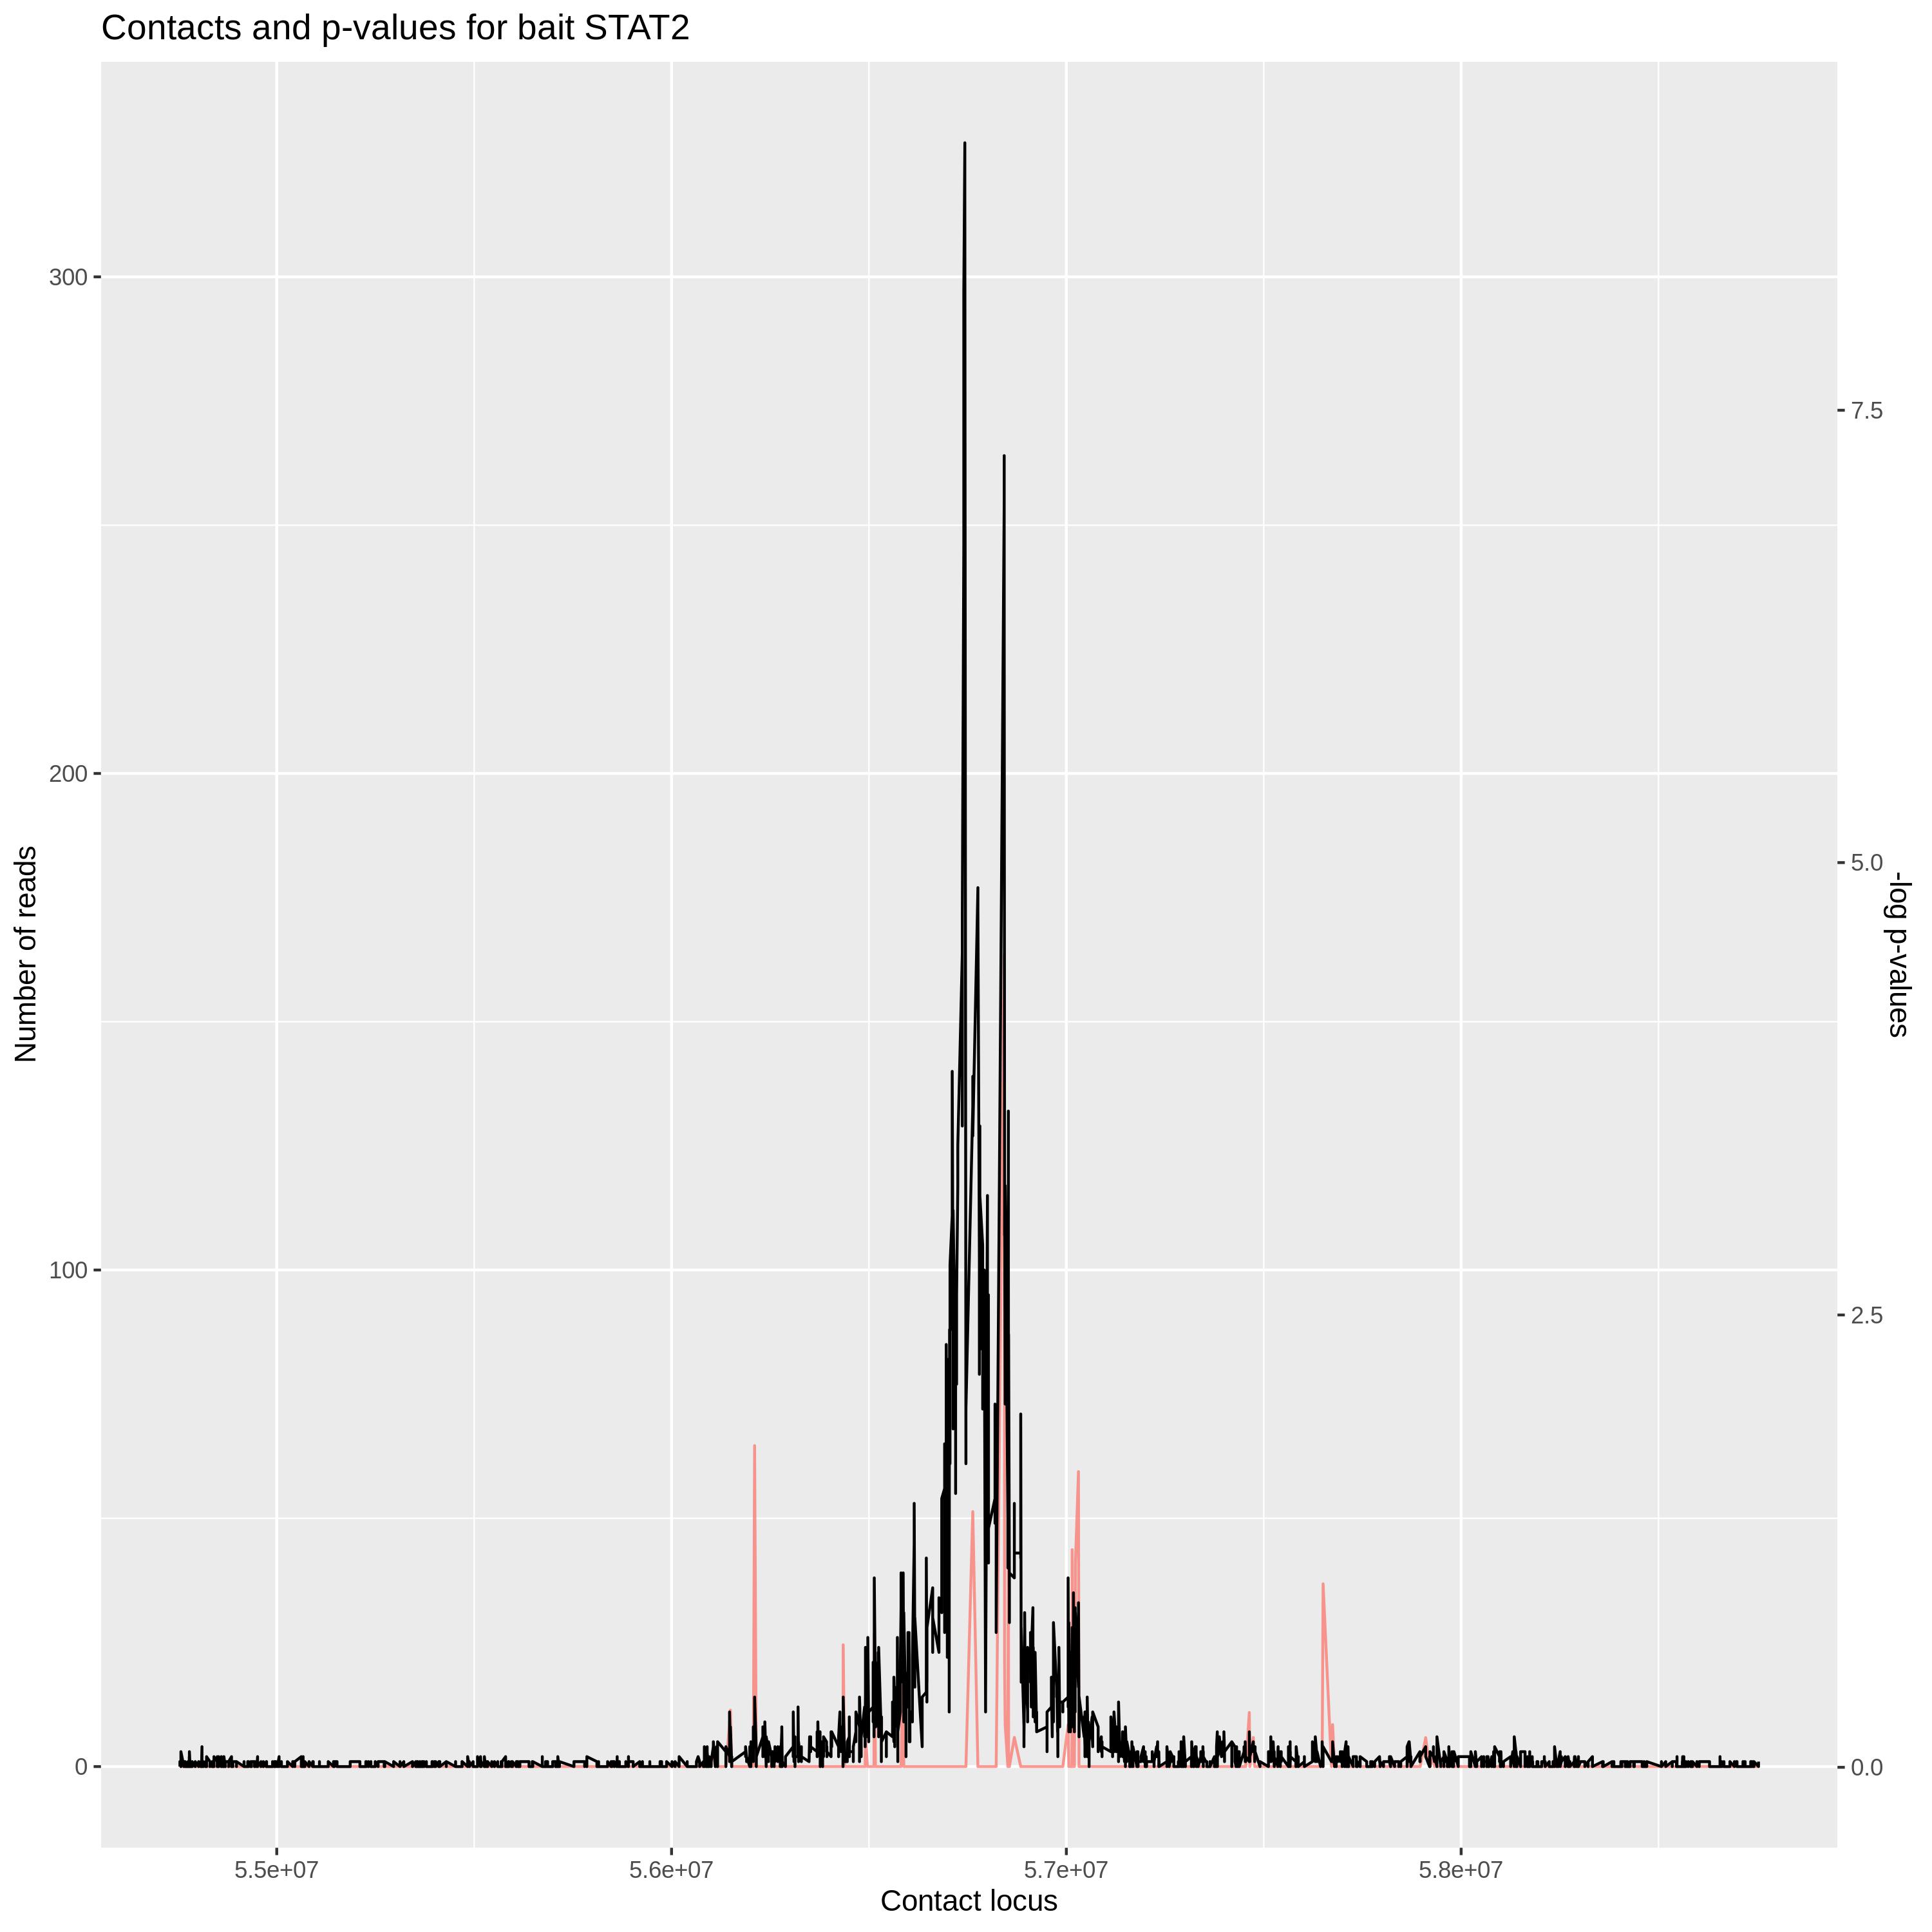 Contacts and p-values for bait STAT2
300
200
100
0
Number of reads
7.5
5.0
2.5
0.0
-log p-values
5.5e+07 5.6e+07 5.7e+07 5.8e+07
Contact locus